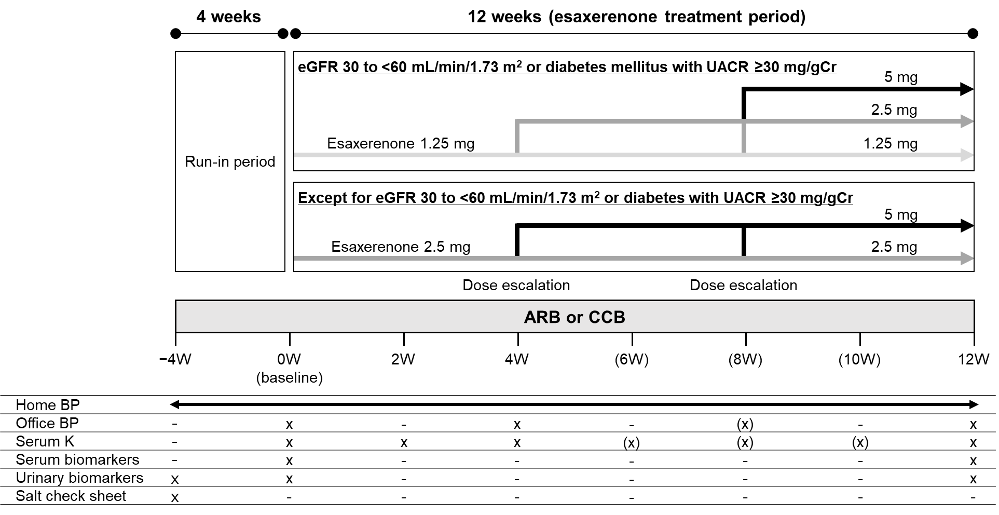 4 weeks
12 weeks (esaxerenone treatment period)
Run-in period
eGFR 30 to <60 mL/min/1.73 m² or diabetes mellitus with UACR ≥30 mg/gCr
5 mg
2.5 mg
Esaxerenone 1.25 mg 1.25 mg
Except for eGFR 30 to <60 mL/min/1.73 m² or diabetes with UACR ≥30 mg/gCr
5 mg
Esaxerenone 2.5 mg 2.5 mg
Dose escalation Dose escalation
ARB or CCB
−4W 0W 2W 4W (6W) (8W) (10W) 12W
(baseline)
Home BP
Office BP - x - x - (x) - x
Serum K - x x x (x) (x) (x) x
Serum biomarkers - x - - - - - x
Urinary biomarkers x x - - - - - x
Salt check sheet x - - - - - - -